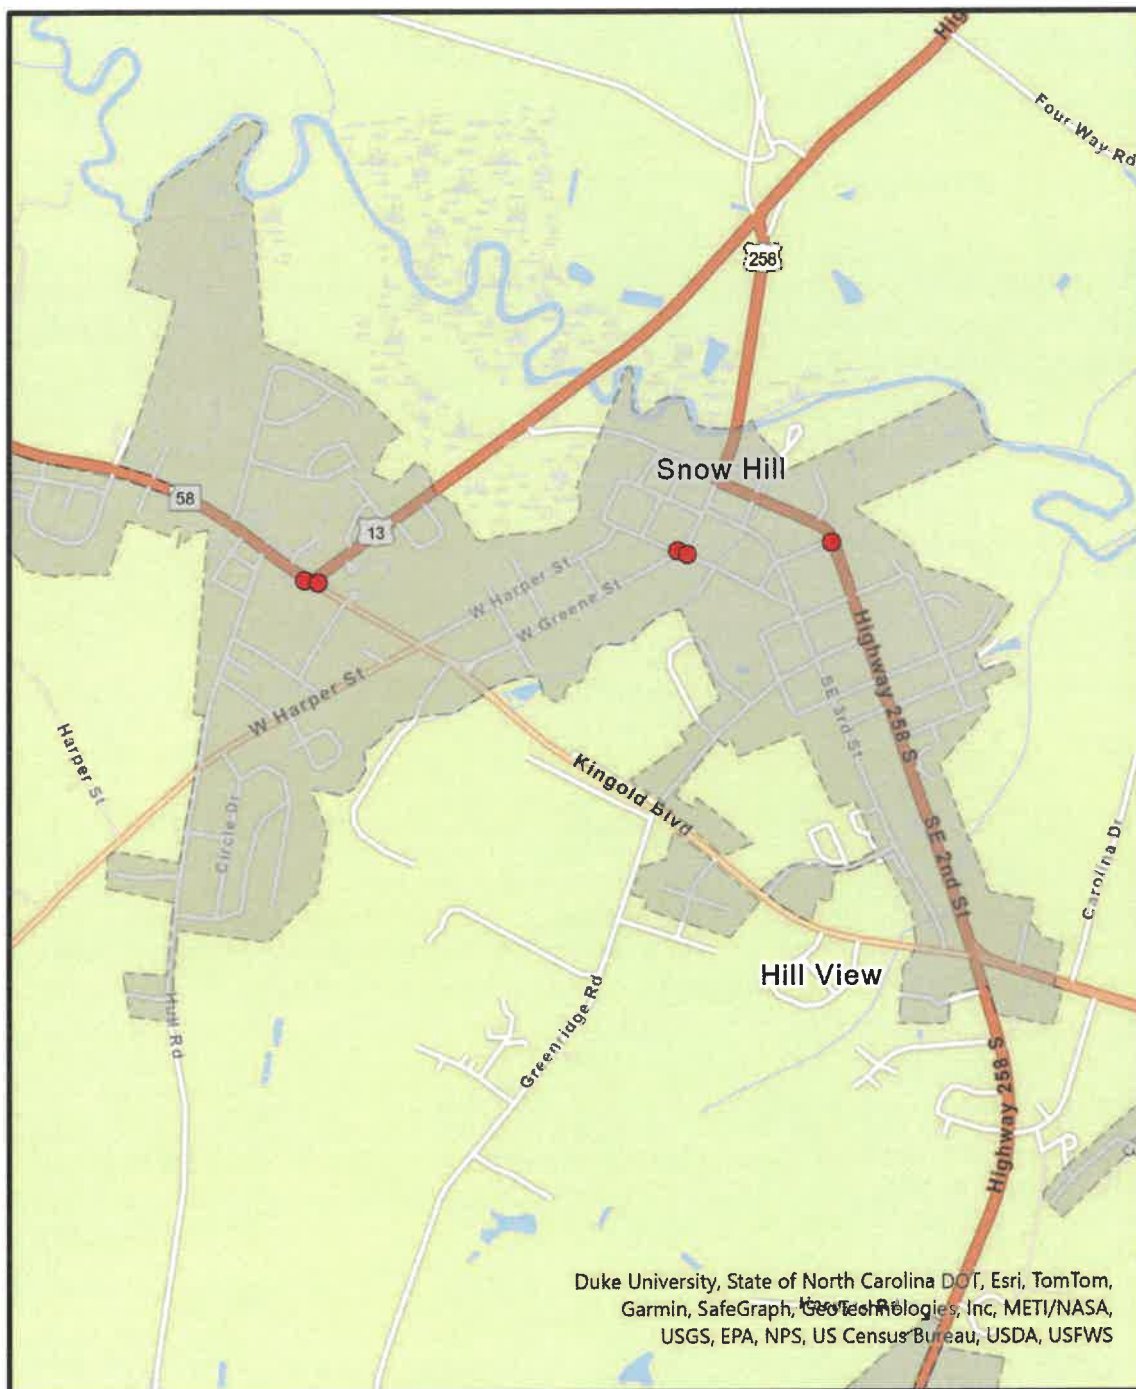 Hig
Four Way Rd
258
Snow Hill
58
13
W Harper St
W Greene St
W Harper St
Harper St
Highway 258 S
SE 3rd St
Kingold Blvd
Circle Dr
SE 2nd St
Carolina Dr
Hill View
Hull Rd
Greenridge Rd
Highway 258 S
Duke University, State of North Carolina DOT, Esri, TomTom,
Garmin, SafeGraph, GeoTechnologies, Inc, METI/NASA,
USGS, EPA, NPS, US Census Bureau, USDA, USFWS